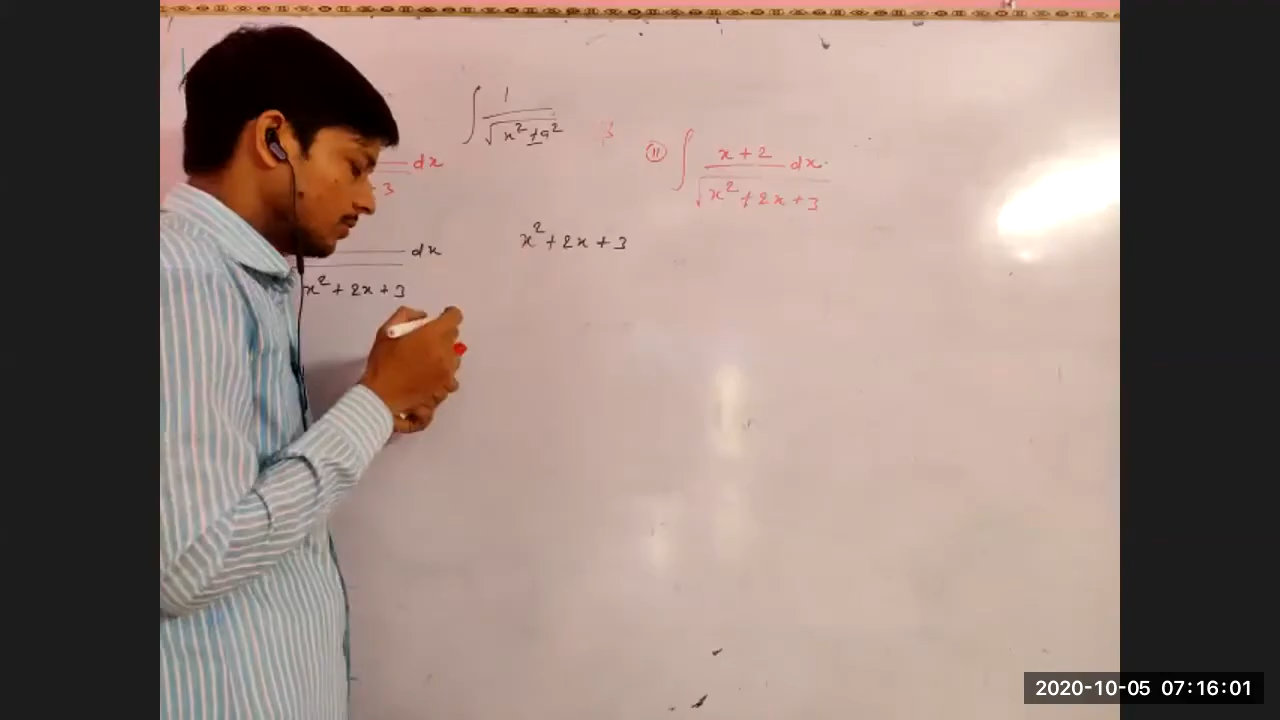 ∫ 1/√(x² ± a²)
dx
3
(ii) ∫ (x + 2)/√(x² + 2x + 3) dx
x² + 2x + 3
dx
x² + 2x + 3
2020-10-05 07:16:01